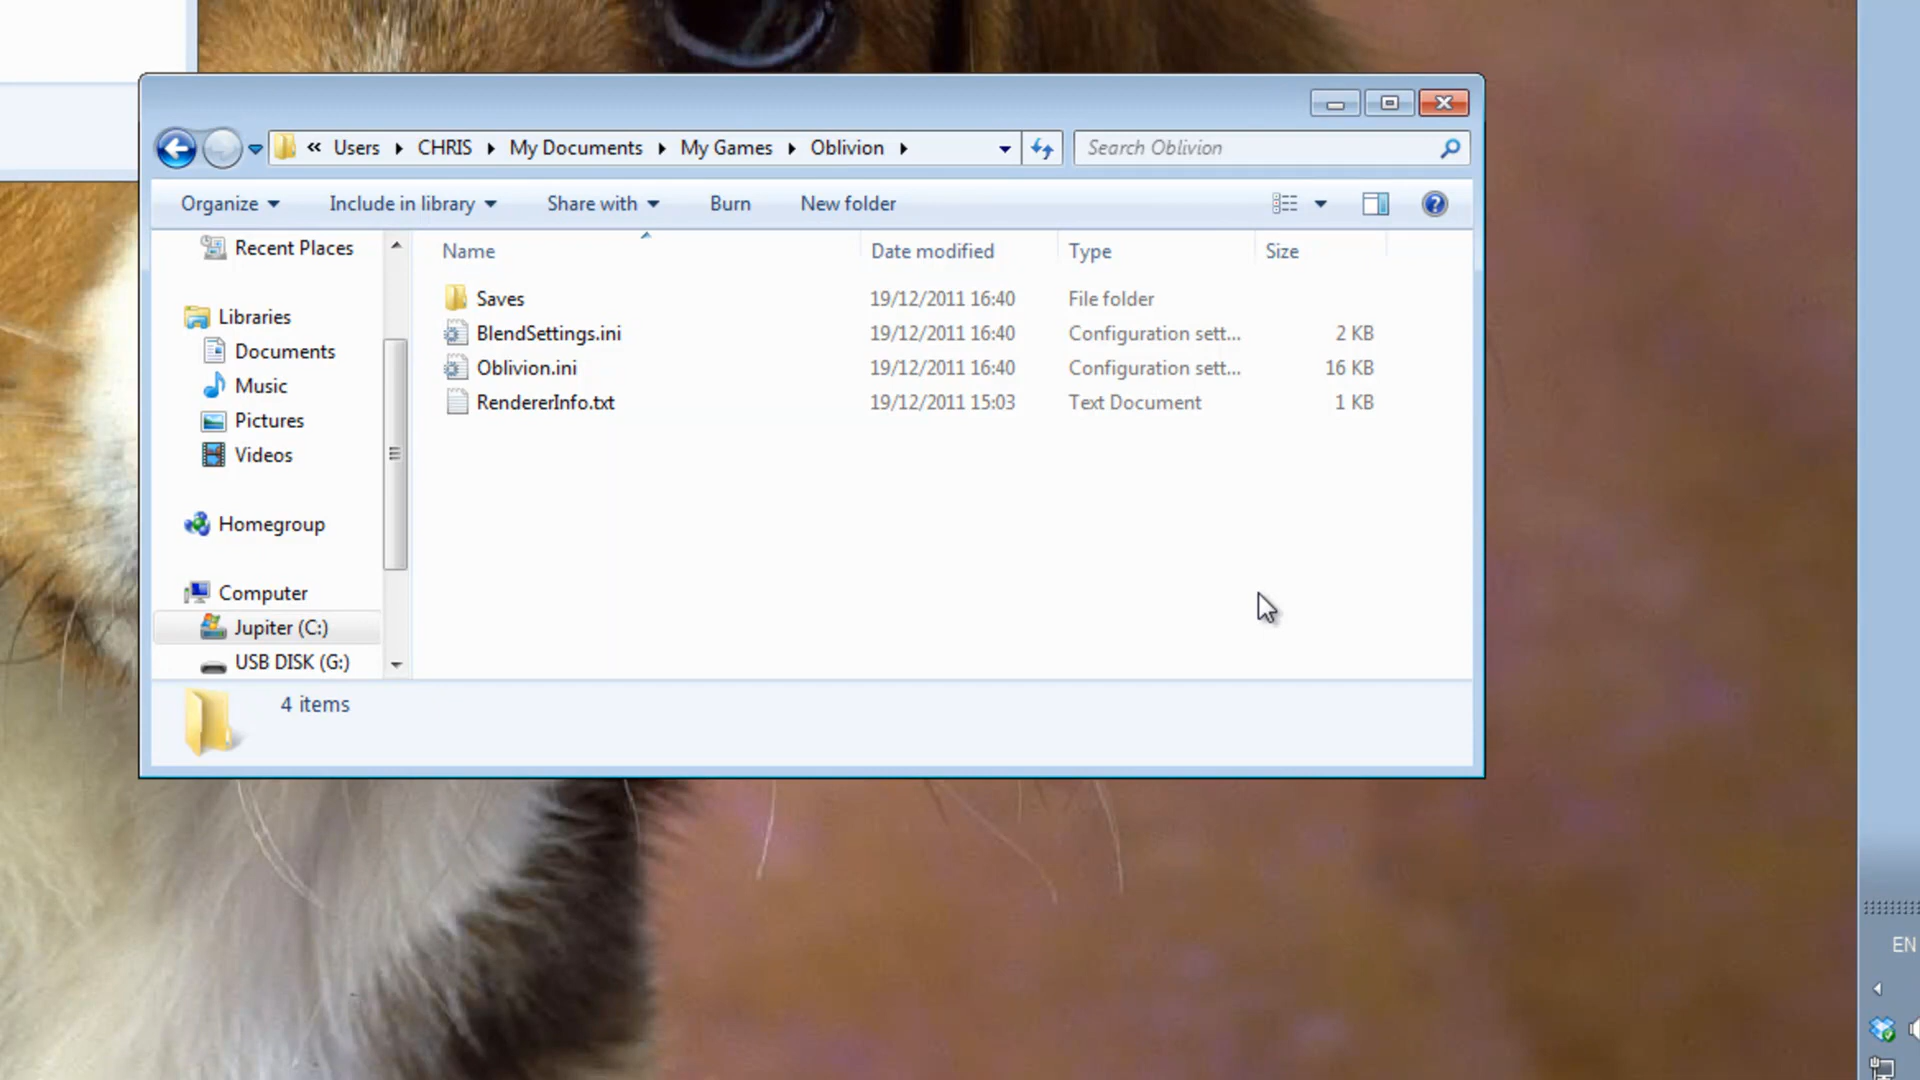 « Users ▸ CHRIS ▸ My Documents ▸ My Games ▸ Oblivion ▸
Search Oblivion
Organize
Include in library
Share with
Burn
New folder
Recent Places
Libraries
Documents
Music
Pictures
Videos
Homegroup
Computer
Jupiter (C:)
USB DISK (G:)
Name Date modified Type Size
Saves 19/12/2011 16:40 File folder
BlendSettings.ini 19/12/2011 16:40 Configuration sett... 2 KB
Oblivion.ini 19/12/2011 16:40 Configuration sett... 16 KB
RendererInfo.txt 19/12/2011 15:03 Text Document 1 KB
4 items
EN